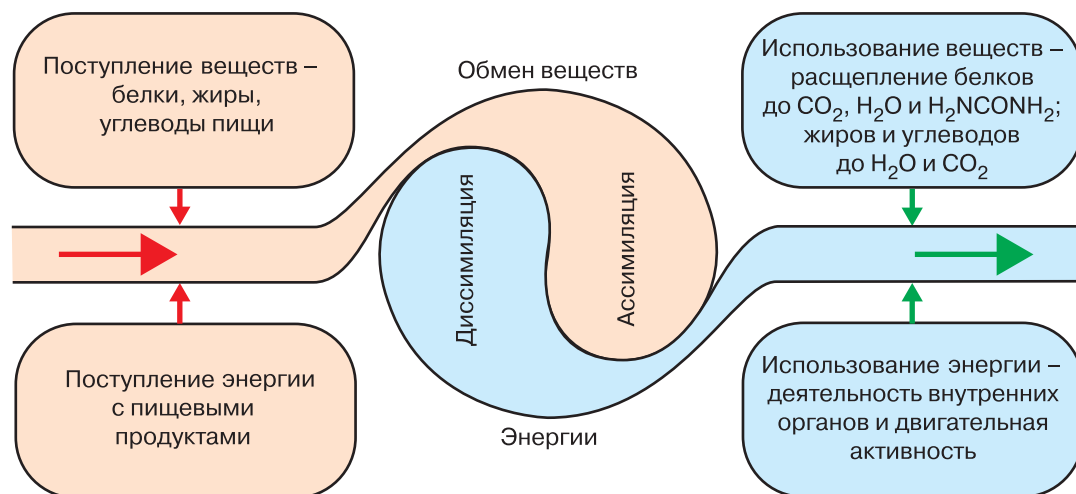 Поступление веществ –
белки, жиры,
углеводы пищи
Обмен веществ
Использование веществ –
расщепление белков
до CO₂, H₂O и H₂NCONH₂;
жиров и углеводов
до H₂O и CO₂
Диссимиляция
Ассимиляция
Поступление энергии
с пищевыми
продуктами
Энергии
Использование энергии –
деятельность внутренних
органов и двигательная
активность